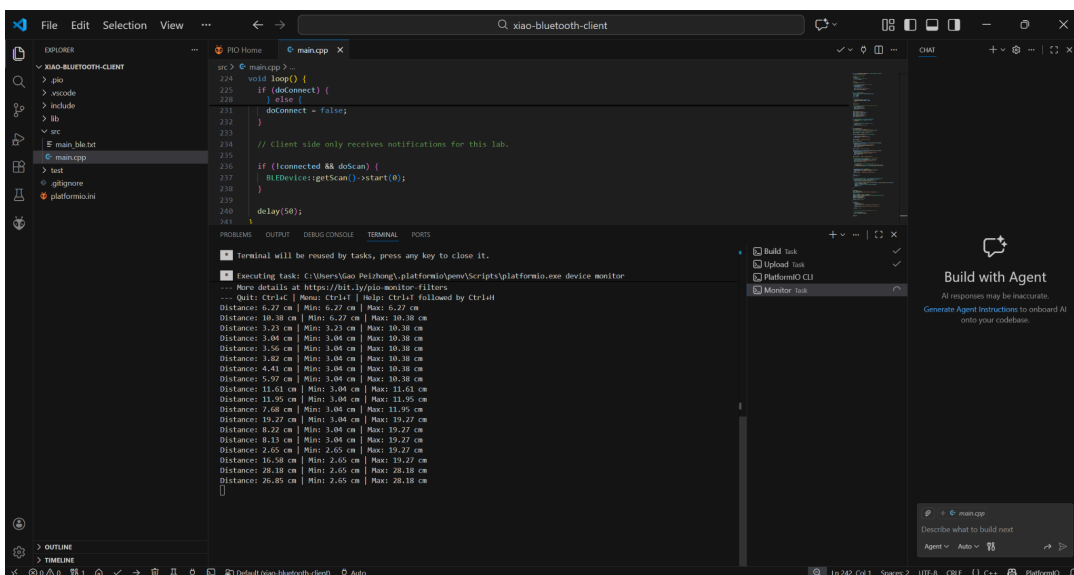 File Edit Selection View ··· xiao-bluetooth-client
EXPLORER ···
XIAO-BLUETOOTH-CLIENT
.pio
.vscode
include
lib
src
main_ble.txt
main.cpp
test
.gitignore
platformio.ini
OUTLINE
TIMELINE
PIO Home main.cpp
src > main.cpp > ...
224 void loop() {
225 if (doConnect) {
228 } else {
231 doConnect = false;
232 }
233
234 // Client side only receives notifications for this lab.
235
236 if (!connected && doScan) {
237 BLEDevice::getScan()->start(0);
238 }
239
240 delay(50);
241 }
PROBLEMS OUTPUT DEBUG CONSOLE TERMINAL PORTS
* Terminal will be reused by tasks, press any key to close it.
* Executing task: C:\Users\Gao Peizhong\.platformio\penv\Scripts\platformio.exe device monitor
--- More details at https://bit.ly/pio-monitor-filters
--- Quit: Ctrl+C | Menu: Ctrl+T | Help: Ctrl+T followed by Ctrl+H
Distance: 6.27 cm | Min: 6.27 cm | Max: 6.27 cm
Distance: 10.38 cm | Min: 6.27 cm | Max: 10.38 cm
Distance: 3.23 cm | Min: 3.23 cm | Max: 10.38 cm
Distance: 3.04 cm | Min: 3.04 cm | Max: 10.38 cm
Distance: 3.56 cm | Min: 3.04 cm | Max: 10.38 cm
Distance: 3.82 cm | Min: 3.04 cm | Max: 10.38 cm
Distance: 4.41 cm | Min: 3.04 cm | Max: 10.38 cm
Distance: 5.97 cm | Min: 3.04 cm | Max: 10.38 cm
Distance: 11.61 cm | Min: 3.04 cm | Max: 11.61 cm
Distance: 11.95 cm | Min: 3.04 cm | Max: 11.95 cm
Distance: 7.68 cm | Min: 3.04 cm | Max: 11.95 cm
Distance: 19.27 cm | Min: 3.04 cm | Max: 19.27 cm
Distance: 8.22 cm | Min: 3.04 cm | Max: 19.27 cm
Distance: 8.13 cm | Min: 3.04 cm | Max: 19.27 cm
Distance: 2.65 cm | Min: 2.65 cm | Max: 19.27 cm
Distance: 16.58 cm | Min: 2.65 cm | Max: 19.27 cm
Distance: 28.18 cm | Min: 2.65 cm | Max: 28.18 cm
Distance: 26.85 cm | Min: 2.65 cm | Max: 28.18 cm
Build Task
Upload Task
PlatformIO CLI
Monitor Task
CHAT
Build with Agent
AI responses may be inaccurate.
Generate Agent Instructions to onboard AI
onto your codebase.
main.cpp
Describe what to build next
Agent Auto
0 0 1 Default (xiao-bluetooth-client) Auto Ln 242, Col 1 Spaces: 2 UTF-8 CRLF {} C++ PlatformIO